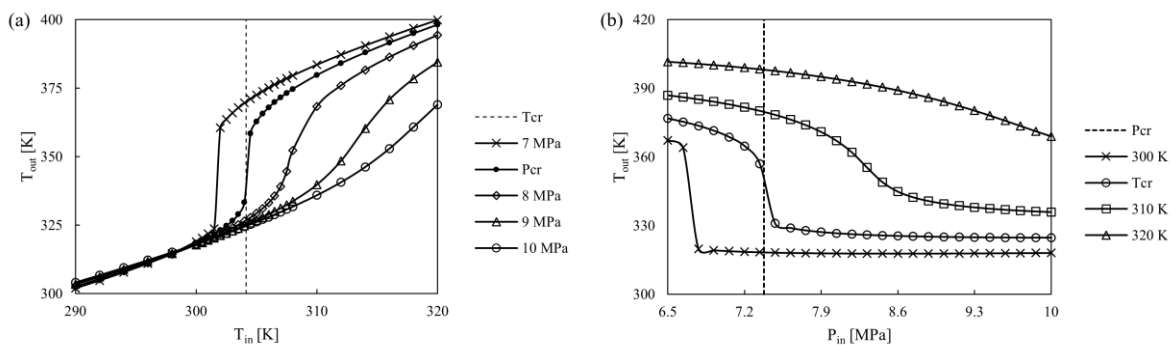 (a)
400
375
350
325
300
T_out [K]
290
300
310
320
T_in [K]
Tcr
7 MPa
Pcr
8 MPa
9 MPa
10 MPa
(b)
420
390
360
330
300
T_out [K]
6.5
7.2
7.9
8.6
9.3
10
P_in [MPa]
Pcr
300 K
Tcr
310 K
320 K